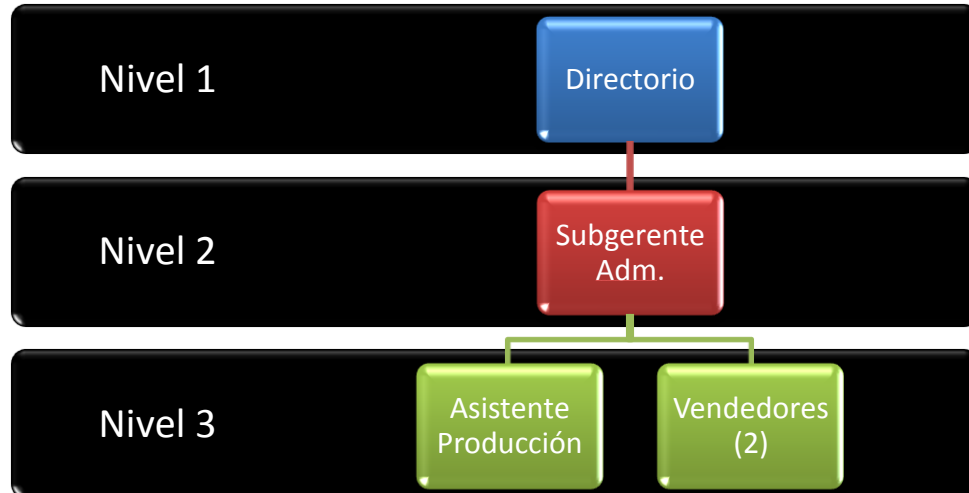 Nivel 1
Directorio
Nivel 2
Subgerente
Adm.
Nivel 3
Asistente
Producción
Vendedores
(2)